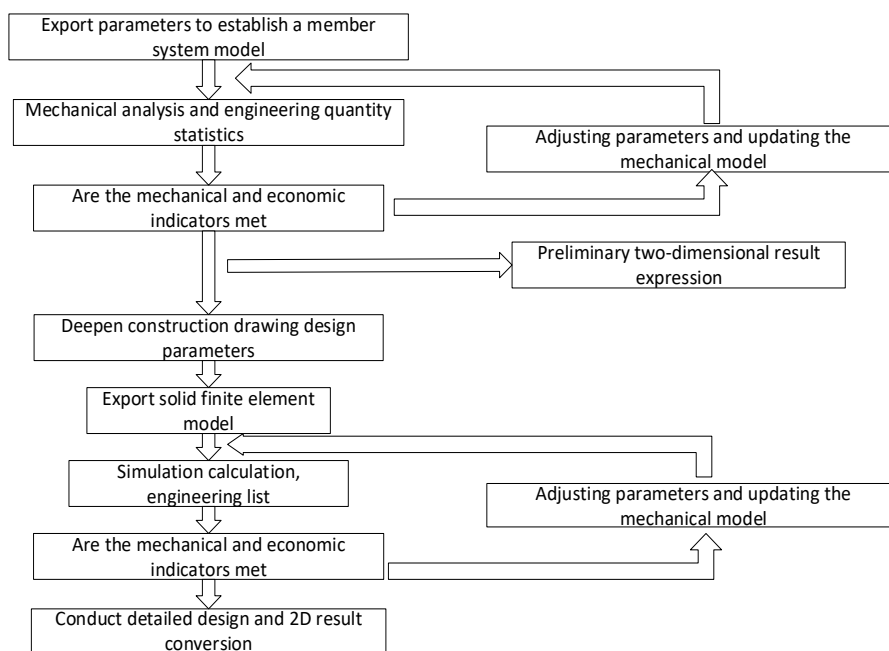 Export parameters to establish a member
system model
Mechanical analysis and engineering quantity
statistics
Adjusting parameters and updating the
mechanical model
Are the mechanical and economic
indicators met
Preliminary two-dimensional result
expression
Deepen construction drawing design
parameters
Export solid finite element
model
Simulation calculation,
engineering list
Adjusting parameters and updating the
mechanical model
Are the mechanical and economic
indicators met
Conduct detailed design and 2D result
conversion